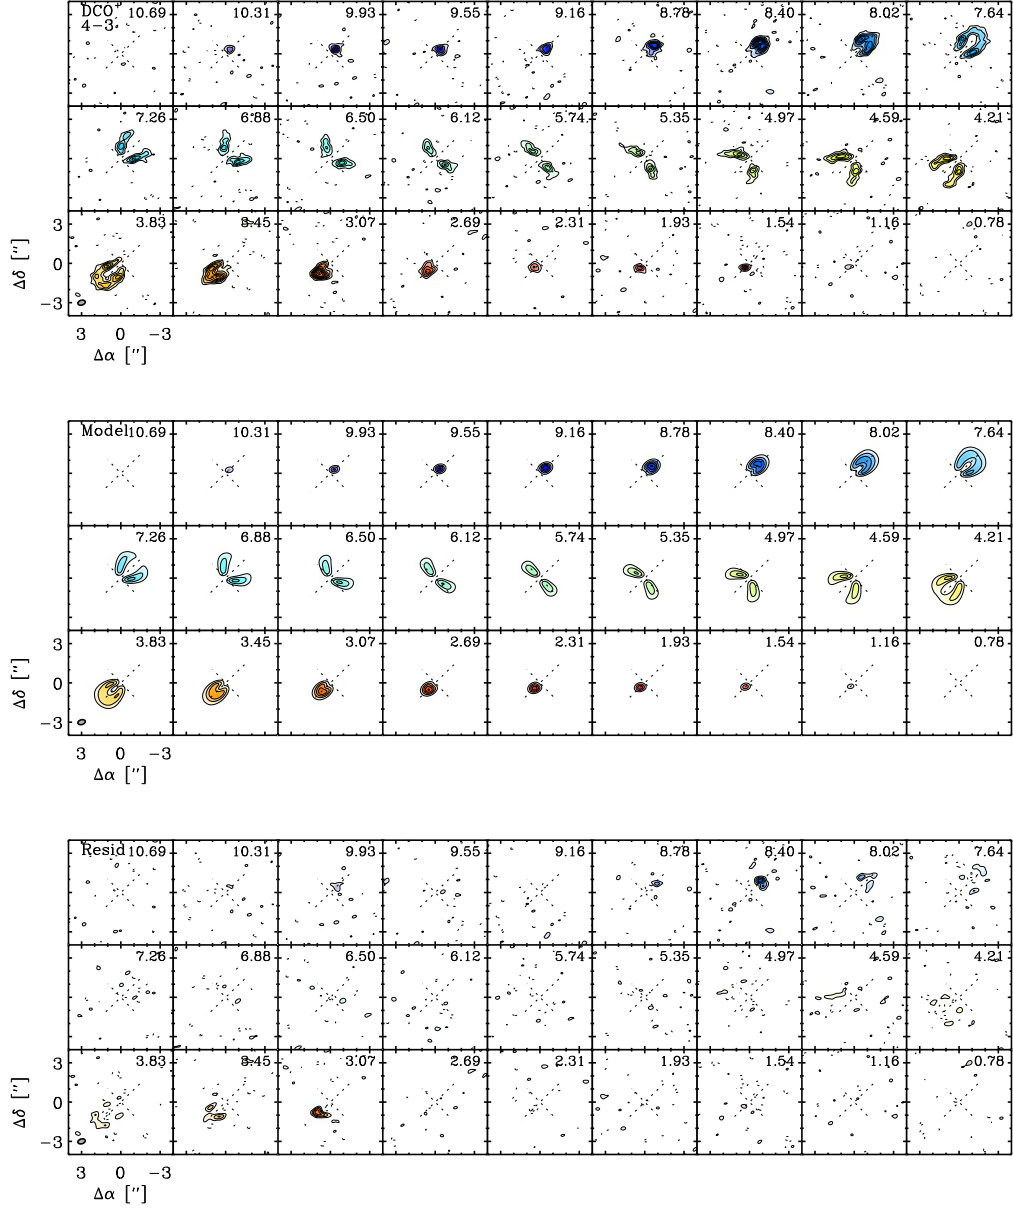 DCO⁺ 10.69 10.31 9.93 9.55 9.16 8.78 8.40 8.02 7.64
4−3
7.26 6.88 6.50 6.12 5.74 5.35 4.97 4.59 4.21
3 3.83 3.45 3.07 2.69 2.31 1.93 1.54 1.16 0.78
Δδ [″] 0
−3
3 0 −3
Δα [″]
Model 10.69 10.31 9.93 9.55 9.16 8.78 8.40 8.02 7.64
7.26 6.88 6.50 6.12 5.74 5.35 4.97 4.59 4.21
3 3.83 3.45 3.07 2.69 2.31 1.93 1.54 1.16 0.78
Δδ [″] 0
−3
3 0 −3
Δα [″]
Resid 10.69 10.31 9.93 9.55 9.16 8.78 8.40 8.02 7.64
7.26 6.88 6.50 6.12 5.74 5.35 4.97 4.59 4.21
3 3.83 3.45 3.07 2.69 2.31 1.93 1.54 1.16 0.78
Δδ [″] 0
−3
3 0 −3
Δα [″]